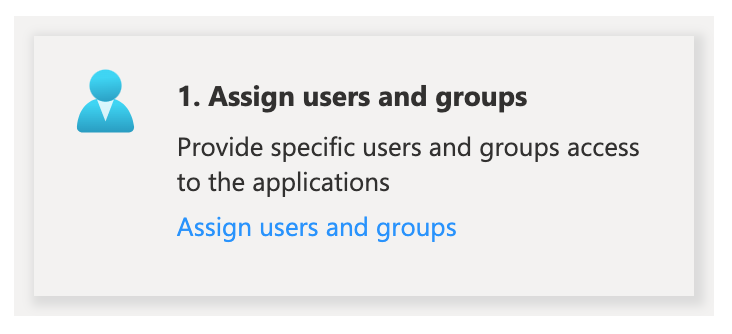 1. Assign users and groups
Provide specific users and groups access
to the applications
Assign users and groups